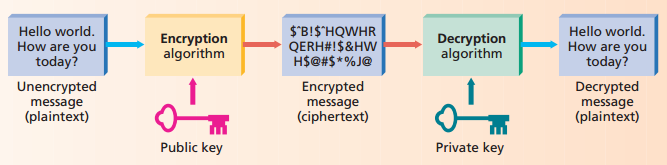 Hello world.
How are you
today?
Unencrypted
message
(plaintext)
Encryption
algorithm
Public key
$ˆB!$ˆHQWHR
QERH#!$&HW
H$@#$*%J@
Encrypted
message
(ciphertext)
Decryption
algorithm
Private key
Hello world.
How are you
today?
Decrypted
message
(plaintext)